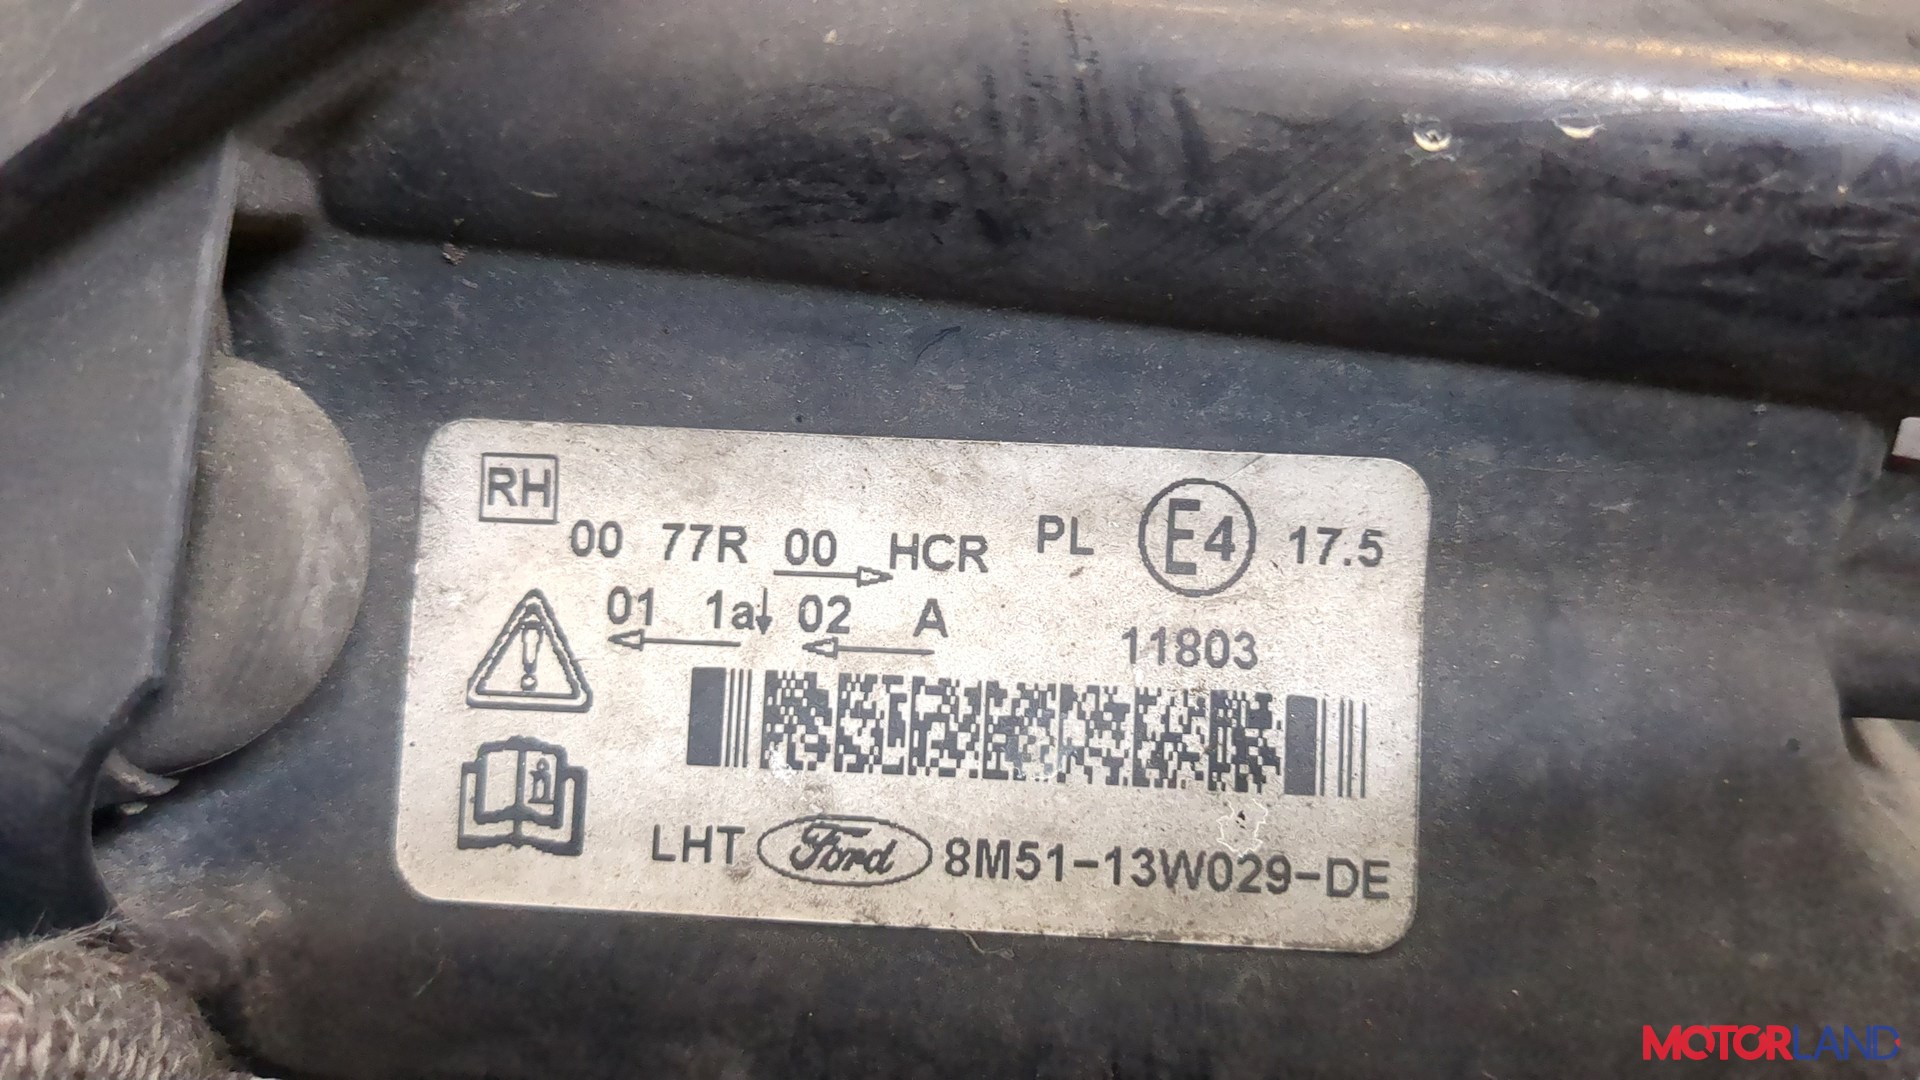 RH
00 77R 00 HCR PL E4 17.5
01 1a 02 A 11803
LHT Ford 8M51-13W029-DE
MOTORLAND